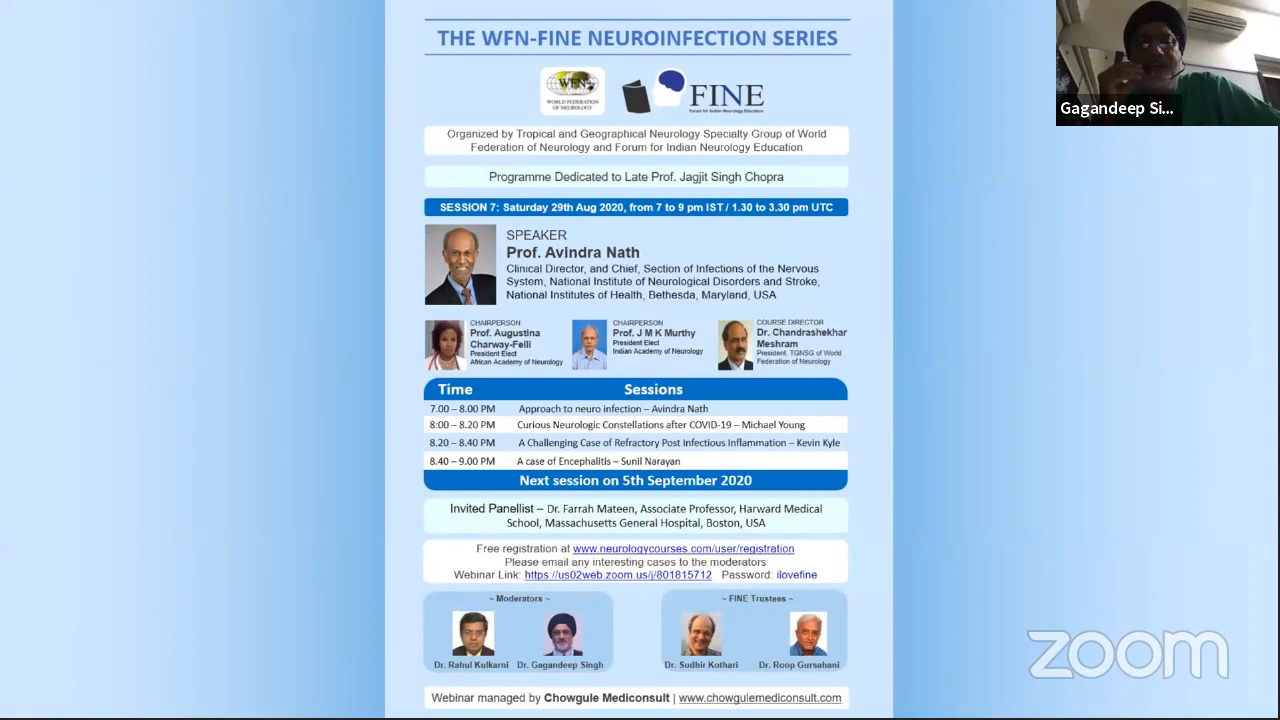 THE WFN-FINE NEUROINFECTION SERIES
WFN
WORLD FEDERATION
OF NEUROLOGY
FINE
Forum for Indian Neurology Education
Organized by Tropical and Geographical Neurology Specialty Group of World
Federation of Neurology and Forum for Indian Neurology Education
Programme Dedicated to Late Prof. Jagjit Singh Chopra
SESSION 7: Saturday 29th Aug 2020, from 7 to 9 pm IST / 1.30 to 3.30 pm UTC
SPEAKER
Prof. Avindra Nath
Clinical Director, and Chief, Section of Infections of the Nervous
System, National Institute of Neurological Disorders and Stroke,
National Institutes of Health, Bethesda, Maryland, USA
CHAIRPERSON
Prof. Augustina
Charway-Felli
President Elect
African Academy of Neurology
CHAIRPERSON
Prof. J M K Murthy
President Elect
Indian Academy of Neurology
COURSE DIRECTOR
Dr. Chandrashekhar
Meshram
President, TGNSG of World
Federation of Neurology
Time Sessions
7.00 – 8.00 PM Approach to neuro infection – Avindra Nath
8:00 – 8.20 PM Curious Neurologic Constellations after COVID-19 – Michael Young
8.20 – 8.40 PM A Challenging Case of Refractory Post Infectious Inflammation – Kevin Kyle
8.40 – 9.00 PM A case of Encephalitis – Sunil Narayan
Next session on 5th September 2020
Invited Panellist – Dr. Farrah Mateen, Associate Professor, Harward Medical
School, Massachusetts General Hospital, Boston, USA
Free registration at www.neurologycourses.com/user/registration
Please email any interesting cases to the moderators
Webinar Link: https://us02web.zoom.us/j/801815712 Password: ilovefine
~ Moderators ~
Dr. Rahul Kulkarni Dr. Gagandeep Singh
~ FINE Trustees ~
Dr. Sudhir Kothari Dr. Roop Gursahani
Webinar managed by Chowgule Mediconsult | www.chowgulemediconsult.com
Gagandeep Si...
zoom